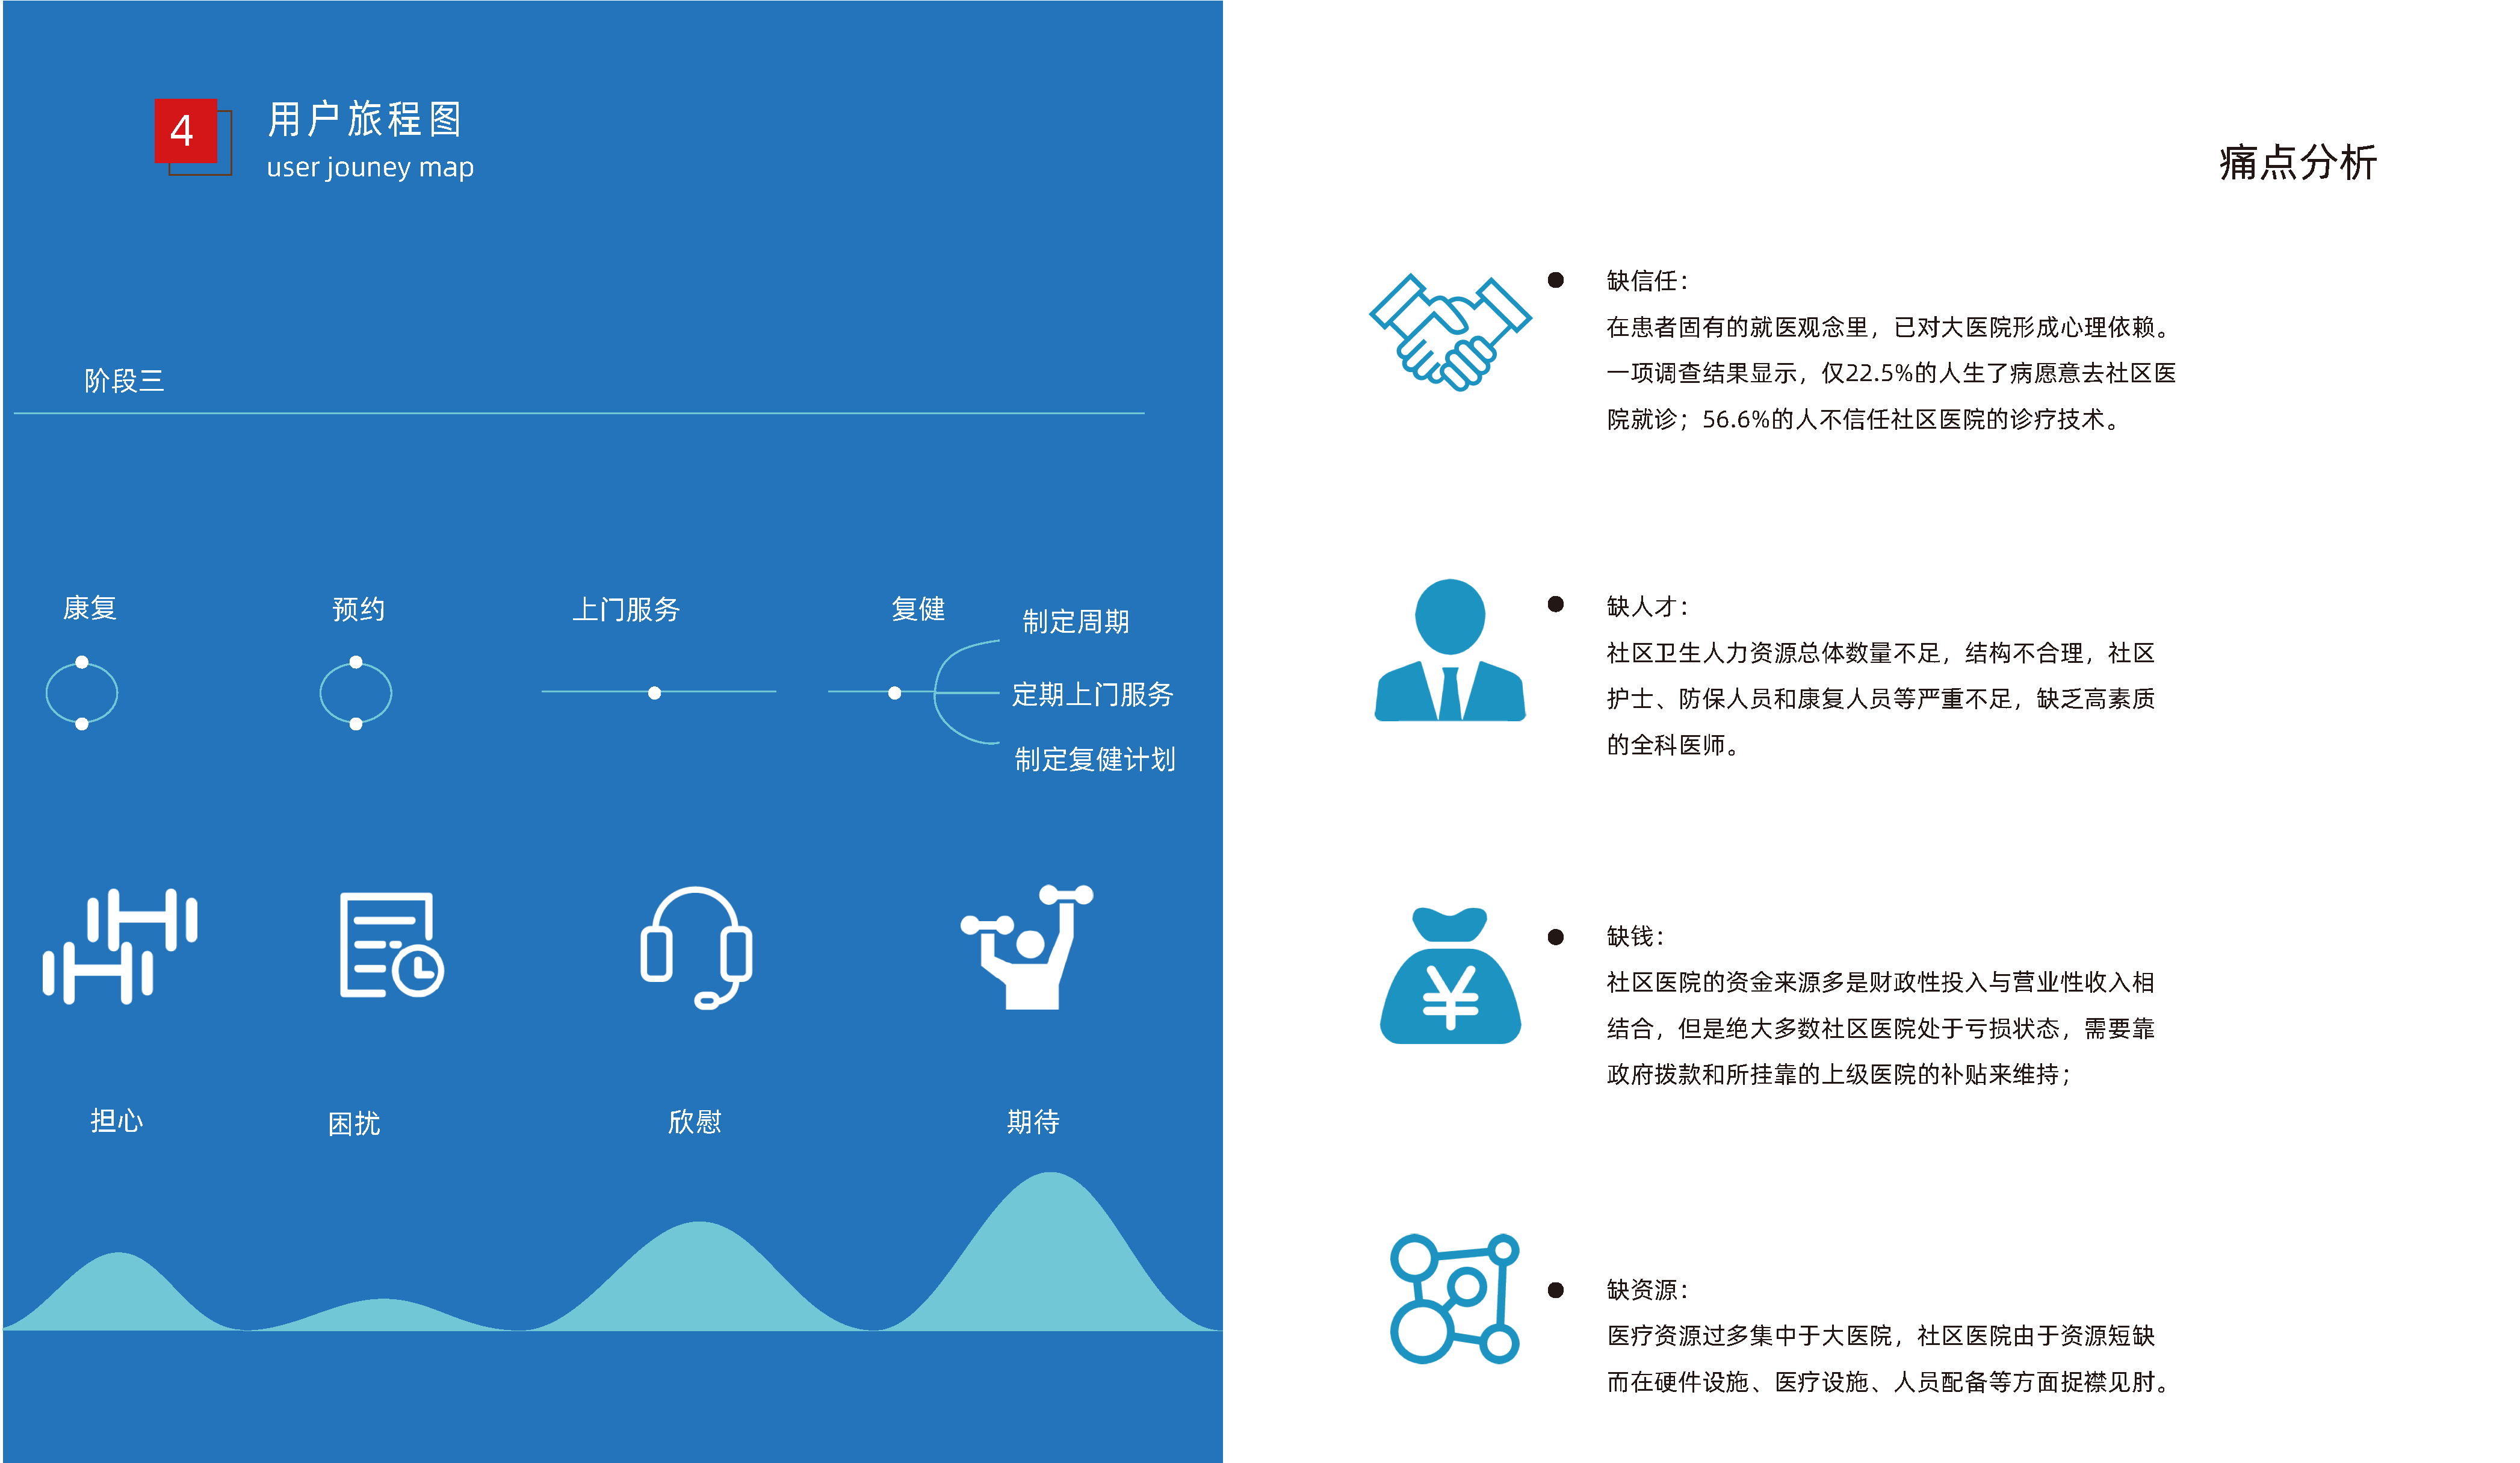 4
用户旅程图
user jouney map
阶段三
康复
预约
上门服务
复健
制定周期
定期上门服务
制定复健计划
担心
困扰
欣慰
期待
痛点分析
● 缺信任：
在患者固有的就医观念里，已对大医院形成心理依赖。
一项调查结果显示，仅22.5%的人生了病愿意去社区医
院就诊；56.6%的人不信任社区医院的诊疗技术。
● 缺人才：
社区卫生人力资源总体数量不足，结构不合理，社区
护士、防保人员和康复人员等严重不足，缺乏高素质
的全科医师。
¥
● 缺钱：
社区医院的资金来源多是财政性投入与营业性收入相
结合，但是绝大多数社区医院处于亏损状态，需要靠
政府拨款和所挂靠的上级医院的补贴来维持；
● 缺资源：
医疗资源过多集中于大医院，社区医院由于资源短缺
而在硬件设施、医疗设施、人员配备等方面捉襟见肘。